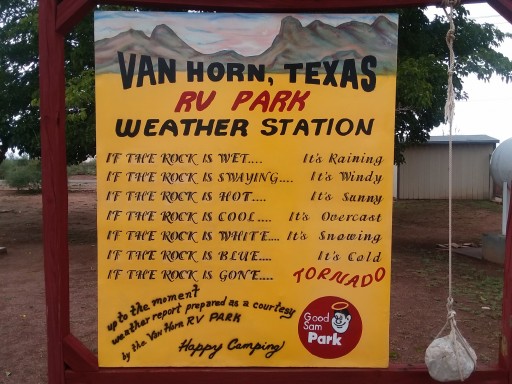 VAN HORN, TEXAS
RV PARK
WEATHER STATION
IF THE ROCK IS WET.... It's Raining
IF THE ROCK IS SWAYING.... It's Windy
IF THE ROCK IS HOT.... It's Sunny
IF THE ROCK IS COOL.... It's Overcast
IF THE ROCK IS WHITE.... It's Snowing
IF THE ROCK IS BLUE.... It's Cold
IF THE ROCK IS GONE.... TORNADO
up to the moment
weather report prepared as a courtesy
by the Van Horn RV PARK
Happy Camping
Good
Sam
Park